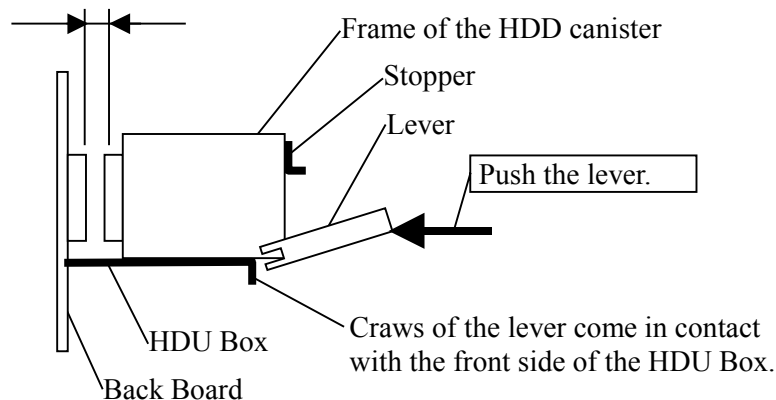 Frame of the HDD canister
Stopper
Lever
Push the lever.
Craws of the lever come in contact
with the front side of the HDU Box.
HDU Box
Back Board